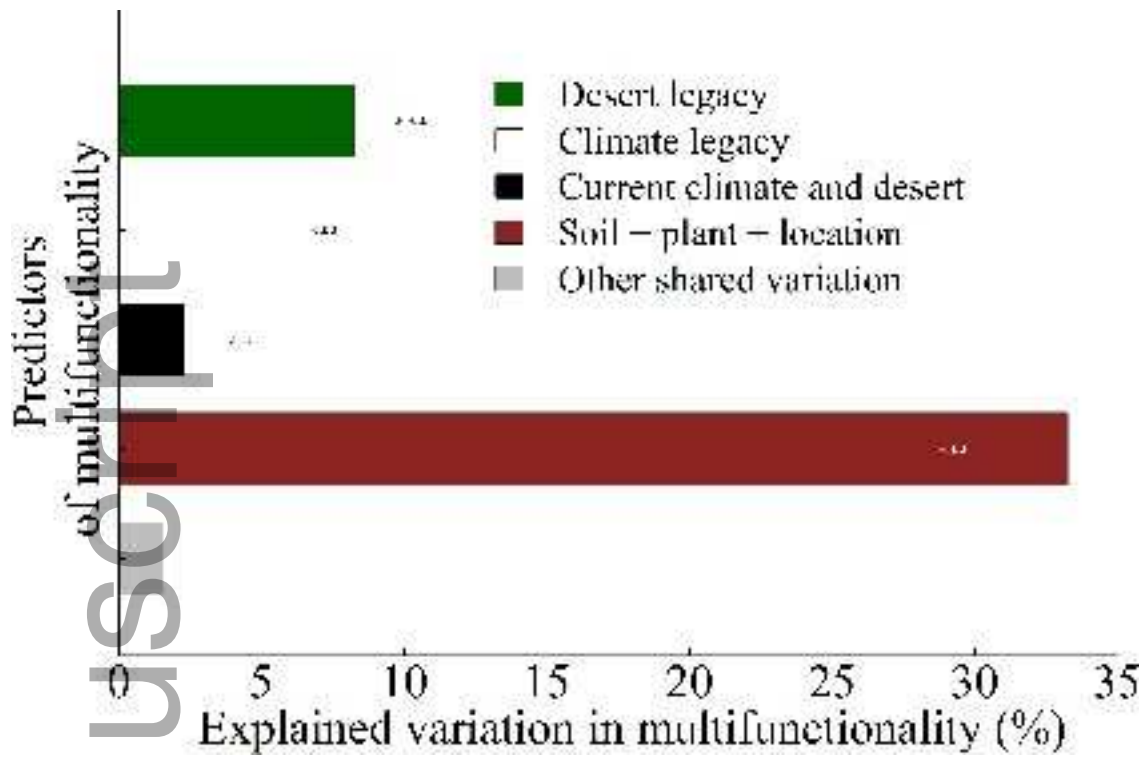 Desert legacy
Climate legacy
Current climate and desert
Soil + plant + location
Other shared variation
Predictors
of multifunctionality
uscript
0 5 10 15 20 25 30 35
Explained variation in multifunctionality (%)